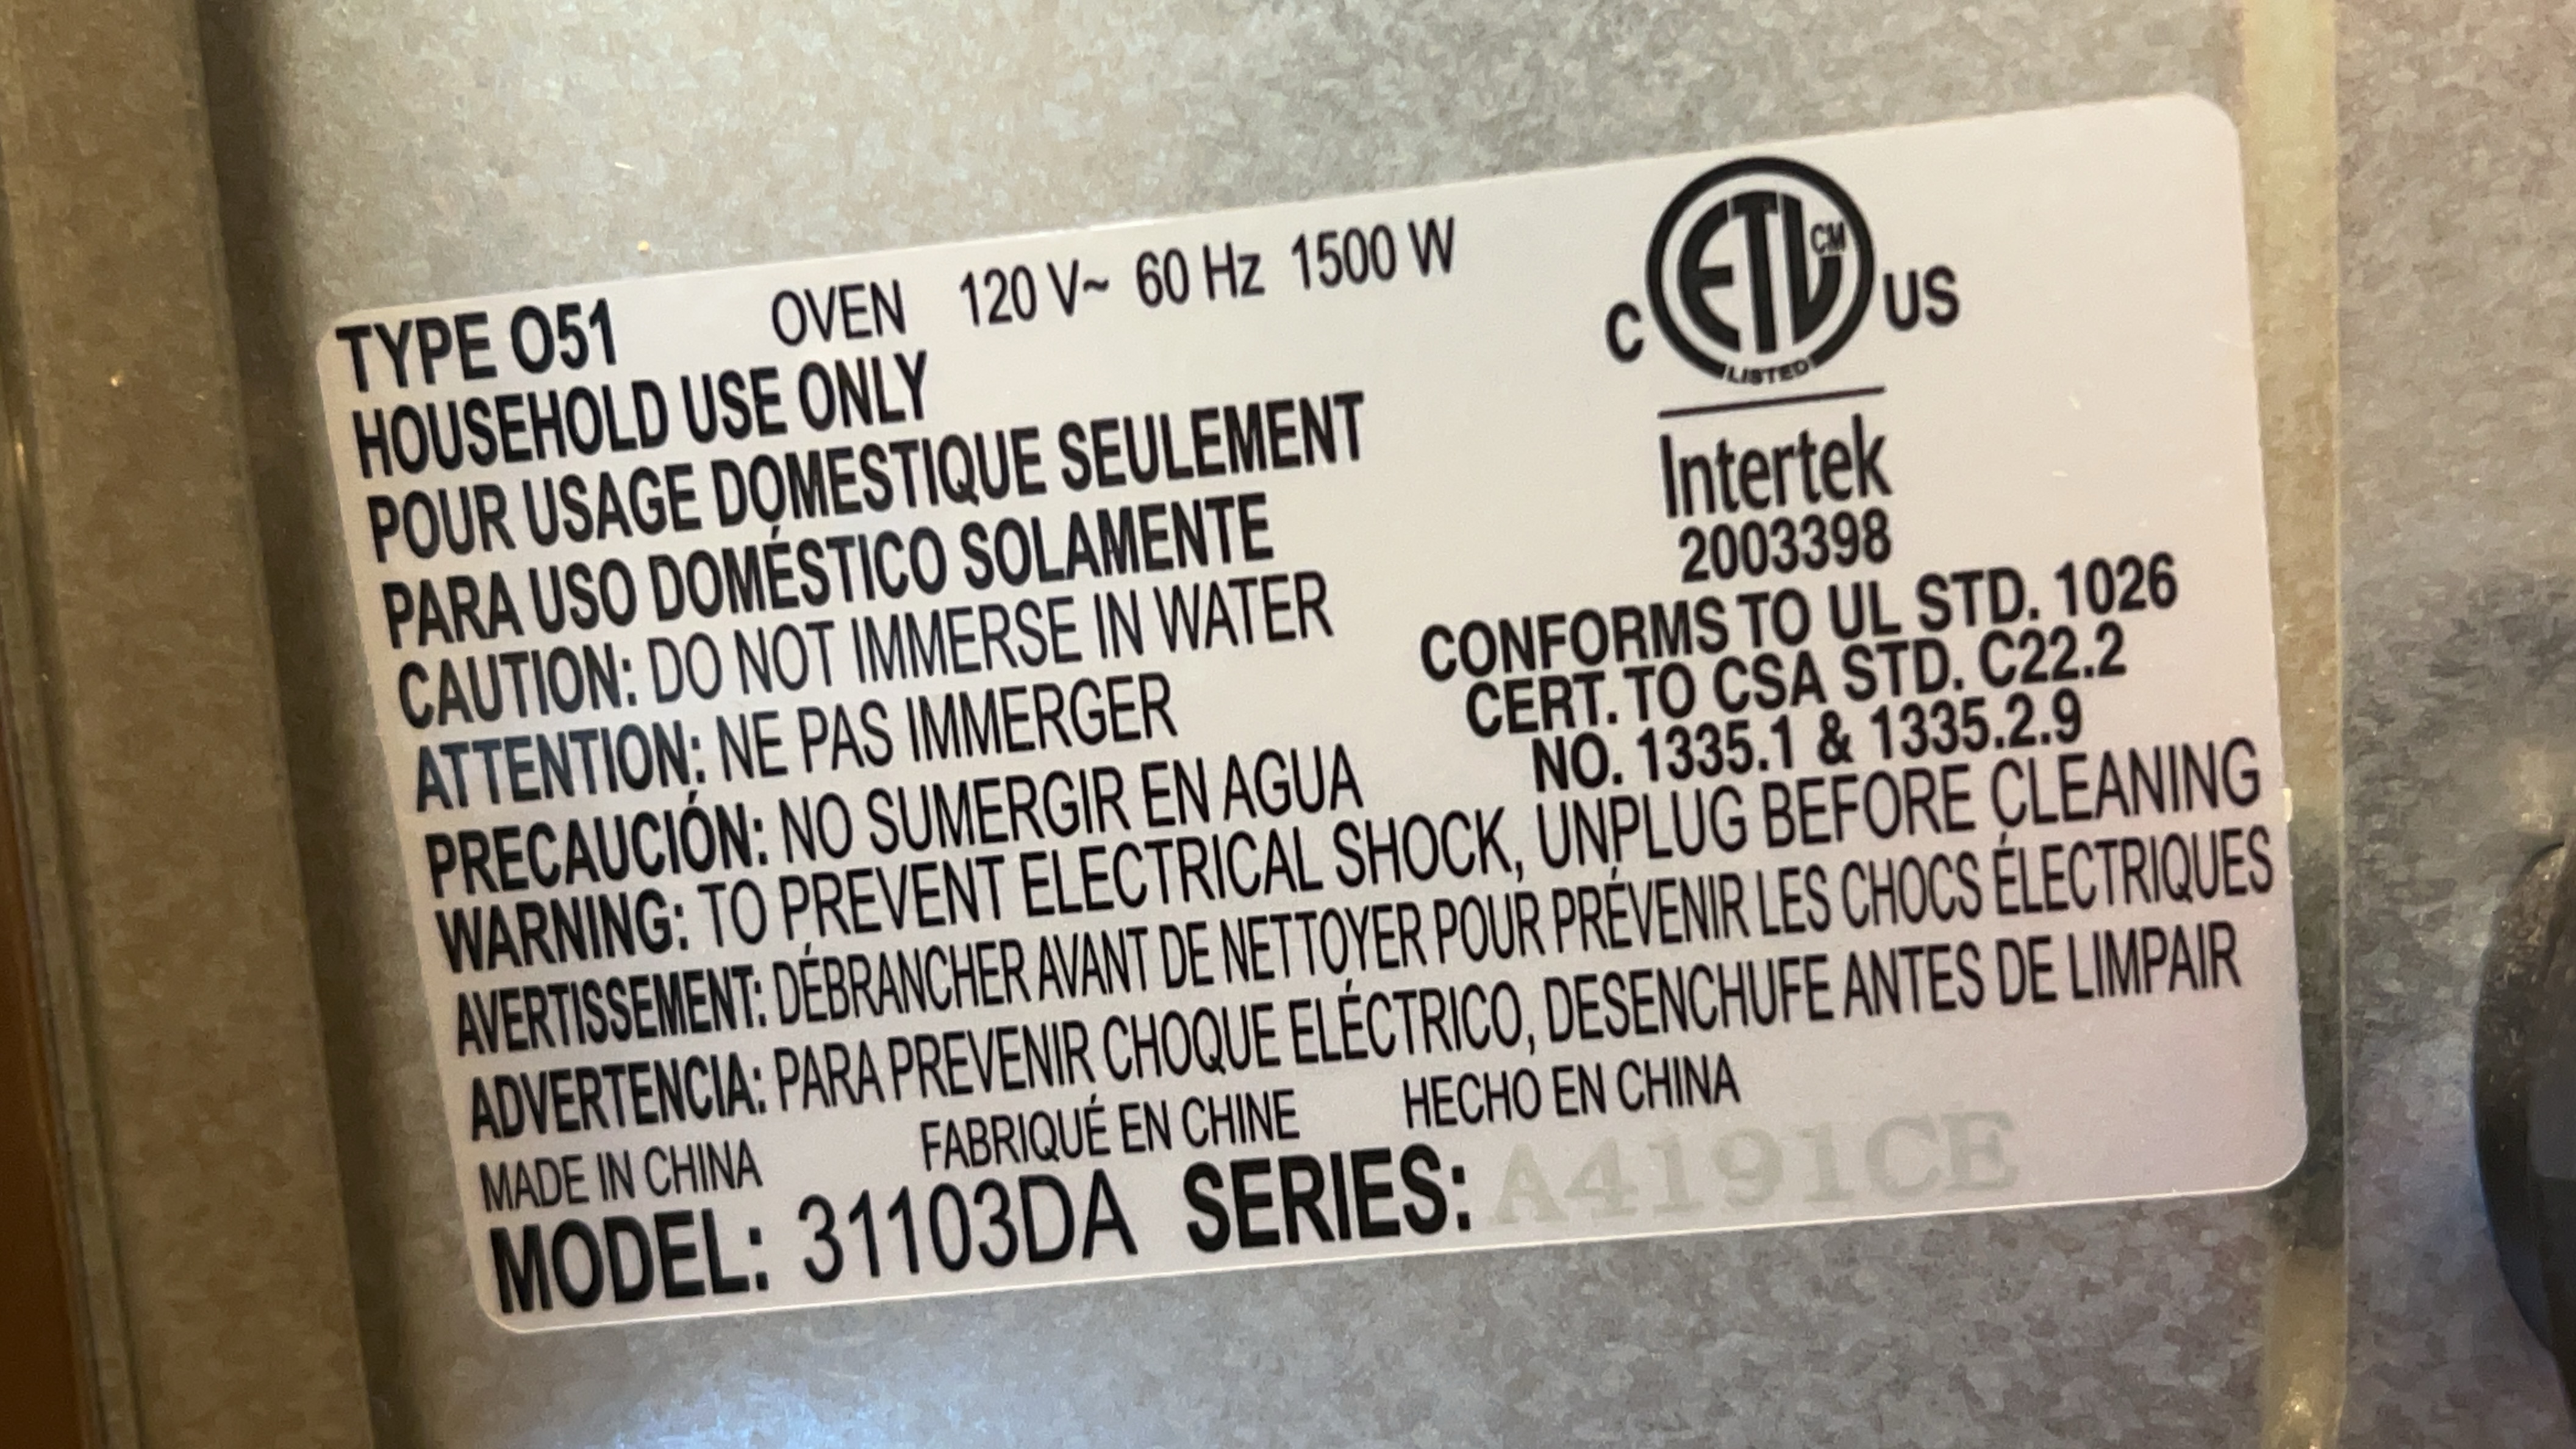 TYPE O51 OVEN 120 V~ 60 Hz 1500 W
HOUSEHOLD USE ONLY
POUR USAGE DOMESTIQUE SEULEMENT
PARA USO DOMÉSTICO SOLAMENTE
CAUTION: DO NOT IMMERSE IN WATER
ATTENTION: NE PAS IMMERGER
PRECAUCIÓN: NO SUMERGIR EN AGUA
C ETL CM US
LISTED
Intertek
2003398
CONFORMS TO UL STD. 1026
CERT. TO CSA STD. C22.2
NO. 1335.1 & 1335.2.9
WARNING: TO PREVENT ELECTRICAL SHOCK, UNPLUG BEFORE CLEANING
AVERTISSEMENT: DÉBRANCHER AVANT DE NETTOYER POUR PRÉVENIR LES CHOCS ÉLECTRIQUES
ADVERTENCIA: PARA PREVENIR CHOQUE ELÉCTRICO, DESENCHUFE ANTES DE LIMPAIR
MADE IN CHINA FABRIQUÉ EN CHINE HECHO EN CHINA
MODEL: 31103DA SERIES: A4191CE